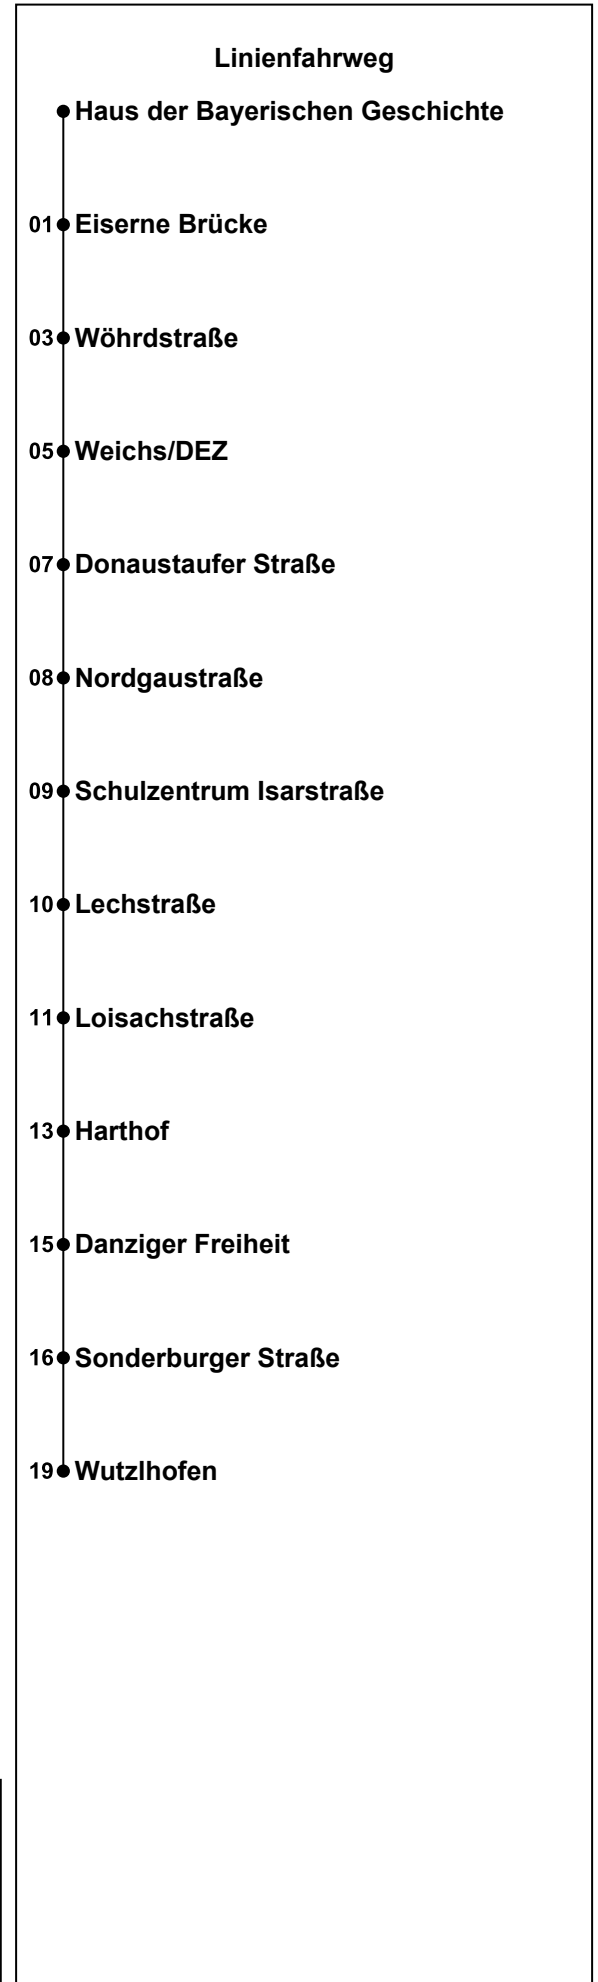 Linienfahrweg
Haus der Bayerischen Geschichte
01 Eiserne Brücke
03 Wöhrdstraße
05 Weichs/DEZ
07 Donaustaufer Straße
08 Nordgaustraße
09 Schulzentrum Isarstraße
10 Lechstraße
11 Loisachstraße
13 Harthof
15 Danziger Freiheit
16 Sonderburger Straße
19 Wutzlhofen